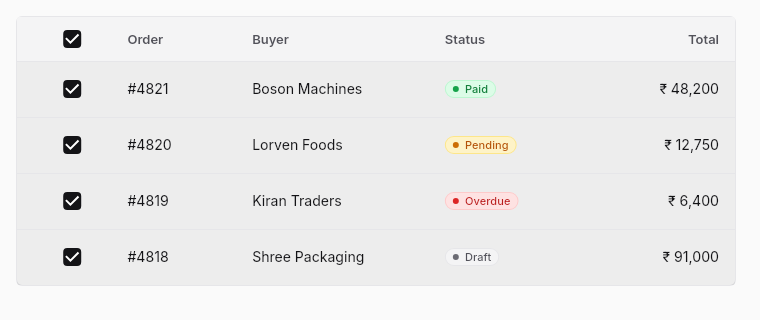 Order Buyer Status Total
#4821 Boson Machines Paid ₹ 48,200
#4820 Lorven Foods Pending ₹ 12,750
#4819 Kiran Traders Overdue ₹ 6,400
#4818 Shree Packaging Draft ₹ 91,000